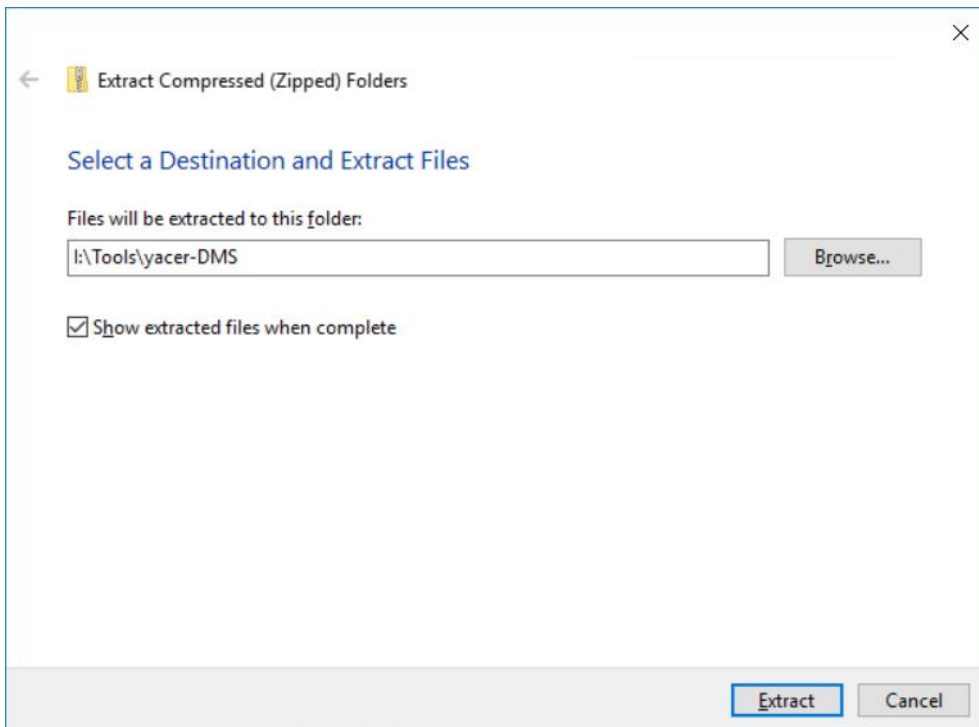 Extract Compressed (Zipped) Folders
Select a Destination and Extract Files
Files will be extracted to this folder:
I:\Tools\yacer-DMS
Browse...
Show extracted files when complete
Extract
Cancel